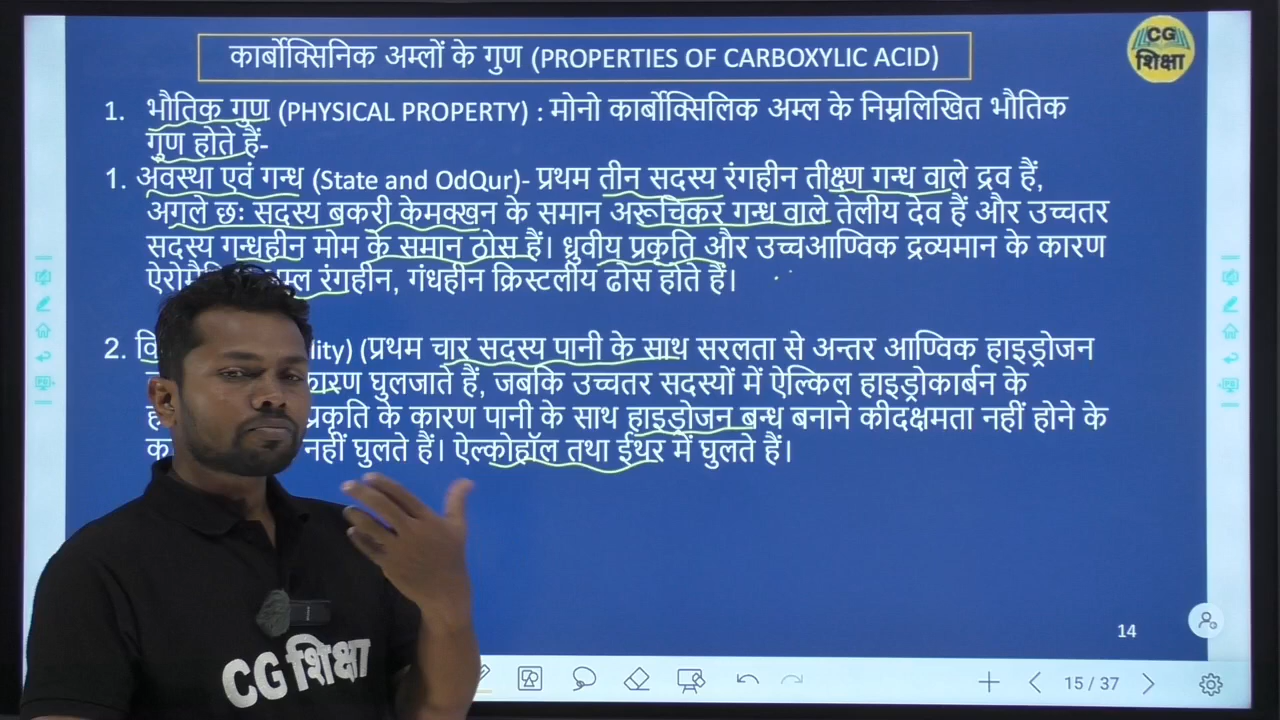 कार्बोक्सिनिक अम्लों के गुण (PROPERTIES OF CARBOXYLIC ACID)
CG
शिक्षा
1. भौतिक गुण (PHYSICAL PROPERTY) : मोनो कार्बोक्सिलिक अम्ल के निम्नलिखित भौतिक
गुण होते हैं-
1. अवस्था एवं गन्ध (State and OdQur)- प्रथम तीन सदस्य रंगहीन तीक्ष्ण गन्ध वाले द्रव हैं,
अगले छः सदस्य बकरी केमक्खन के समान अरूचिकर गन्ध वाले तेलीय देव हैं और उच्चतर
सदस्य गन्धहीन मोम के समान ठोस हैं। ध्रुवीय प्रकृति और उच्चआण्विक द्रव्यमान के कारण
रंगहीन, गंधहीन क्रिस्टलीय ढोस होते हैं।
2. (प्रथम चार सदस्य पानी के साथ सरलता से अन्तर आण्विक हाइड्रोजन
कारण घुलजाते हैं, जबकि उच्चतर सदस्यों में ऐल्किल हाइड्रोकार्बन के
प्रकृति के कारण पानी के साथ हाइड्रोजन बन्ध बनाने कीदक्षमता नहीं होने के
नहीं घुलते हैं। ऐल्कोहॉल तथा ईथर में घुलते हैं।
14
15 / 37
CG शिक्षा